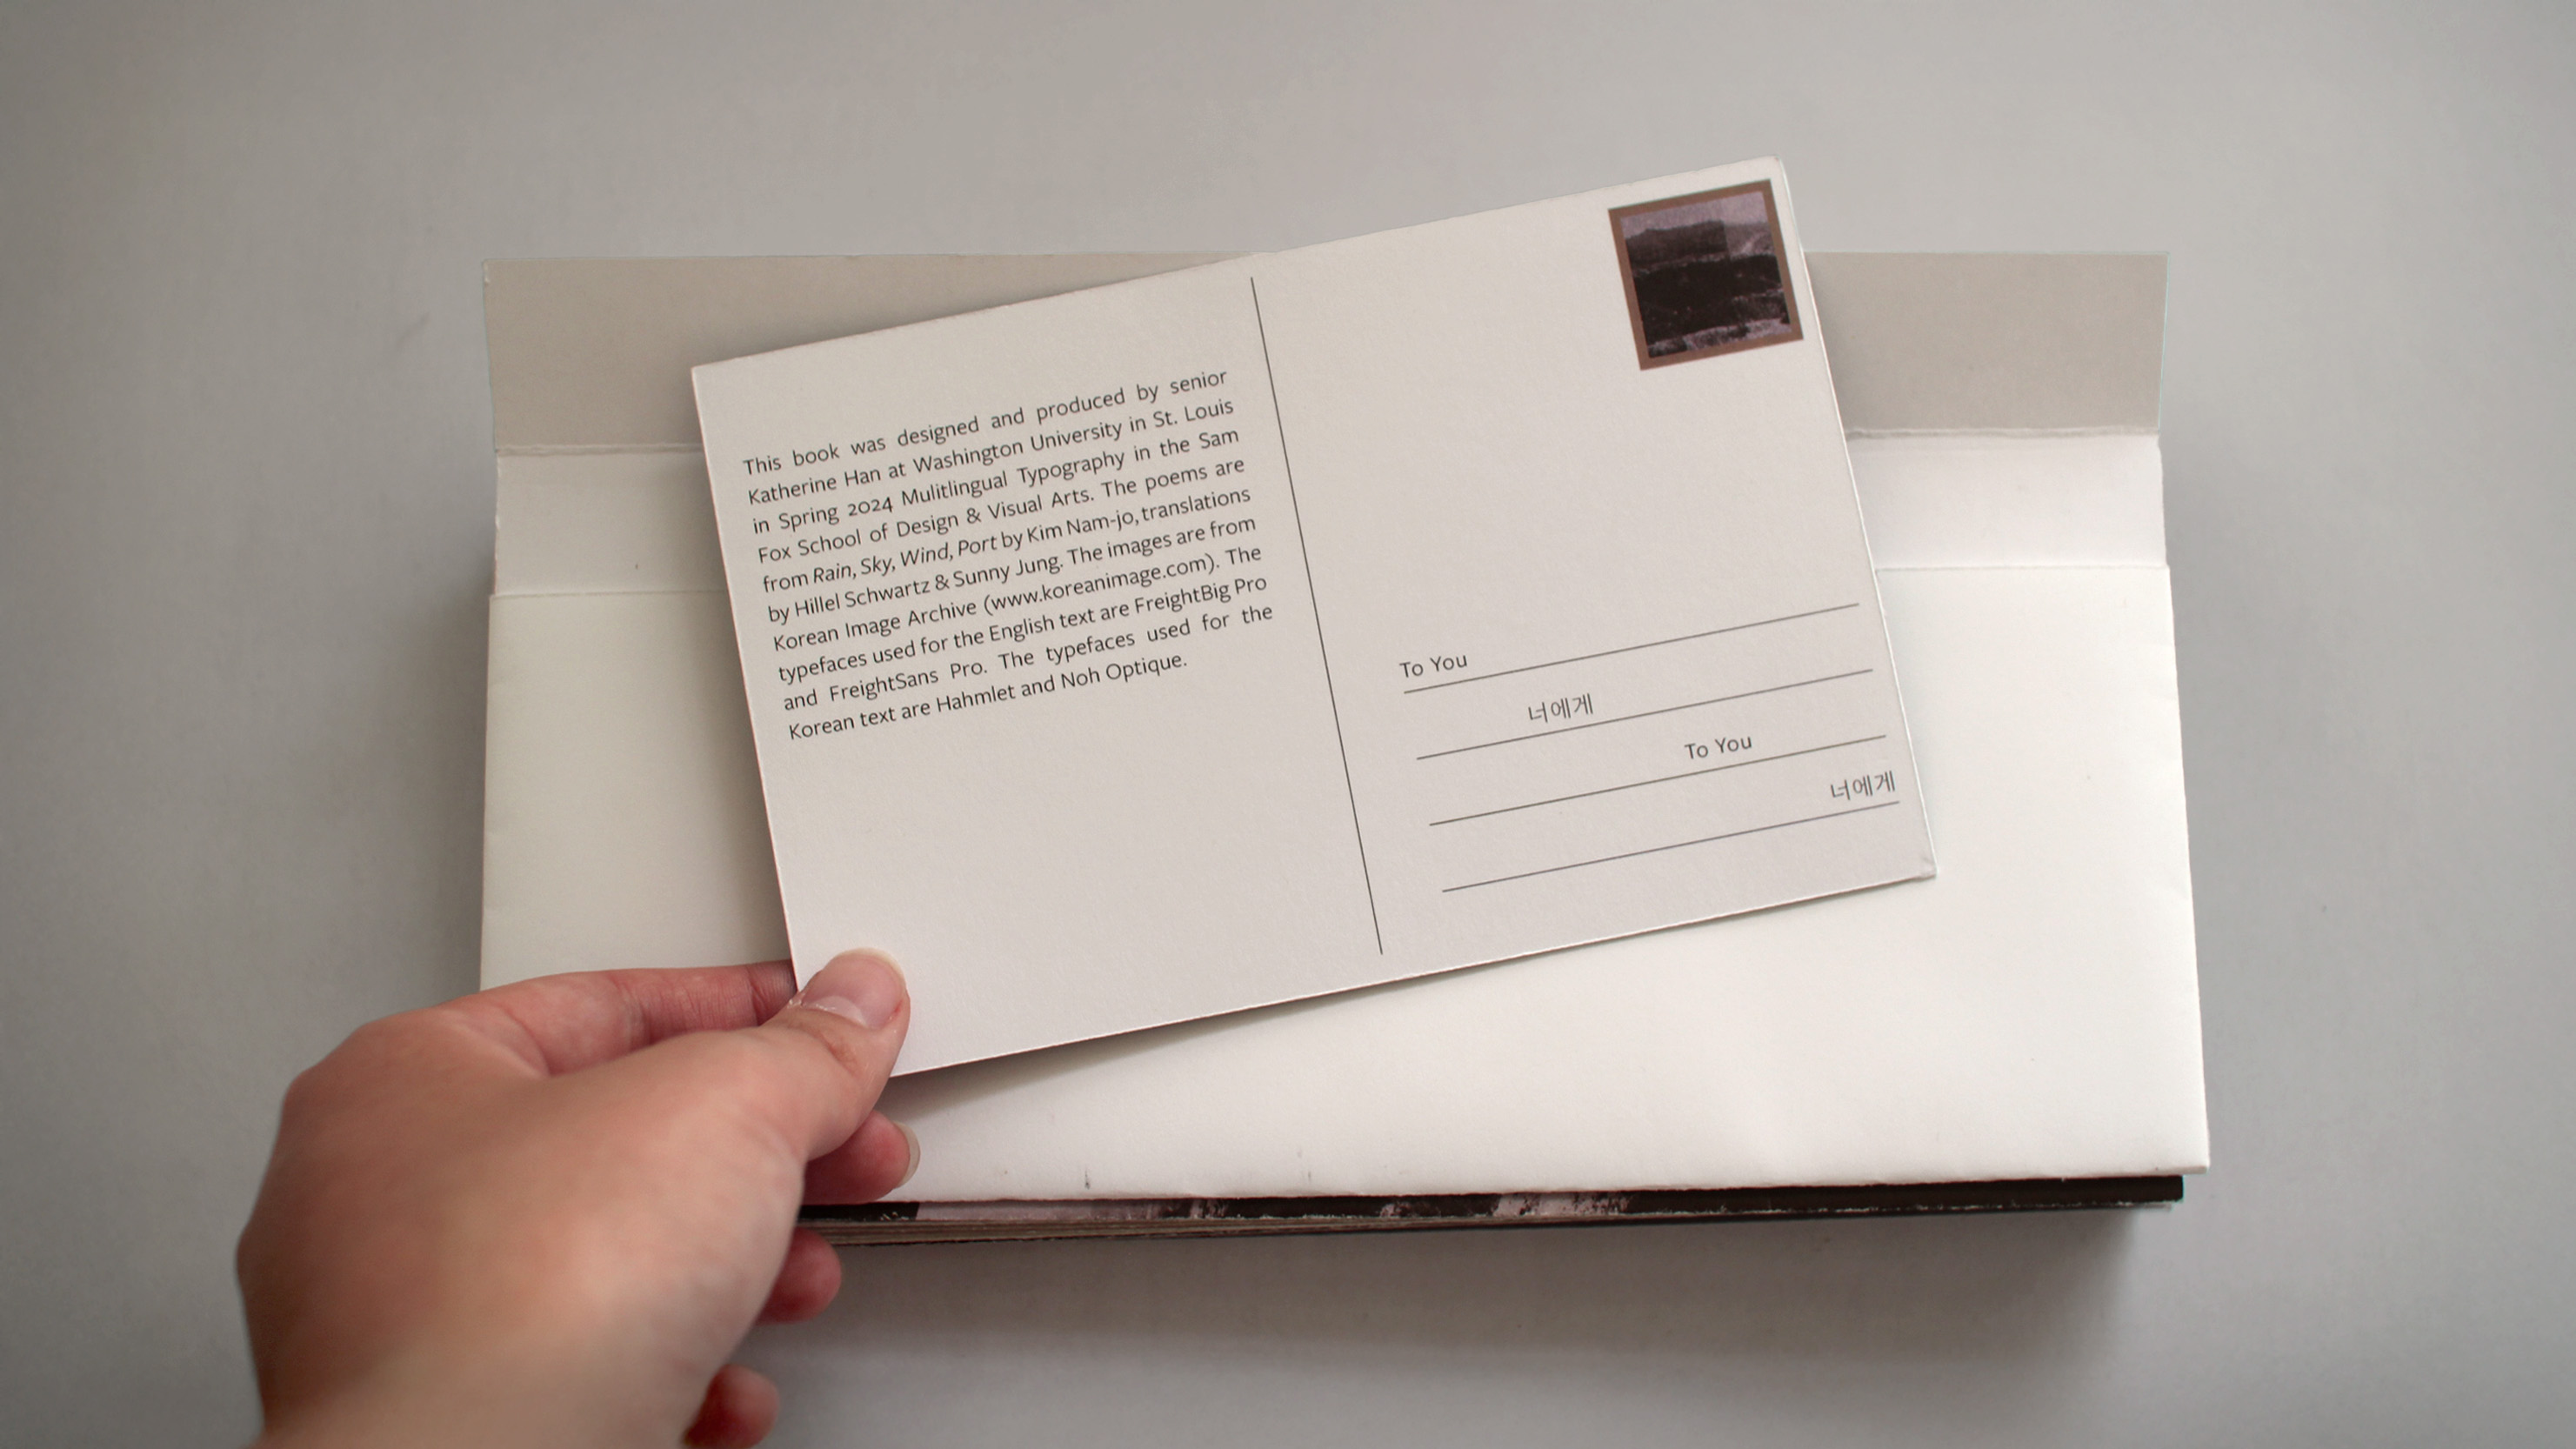 This book was designed and produced by senior
Katherine Han at Washington University in St. Louis
in Spring 2024 Mulitlingual Typography in the Sam
Fox School of Design & Visual Arts. The poems are
from Rain, Sky, Wind, Port by Kim Nam-jo, translations
by Hillel Schwartz & Sunny Jung. The images are from
Korean Image Archive (www.koreanimage.com). The
typefaces used for the English text are FreightBig Pro
and FreightSans Pro. The typefaces used for the
Korean text are Hahmlet and Noh Optique.
To You
너에게
To You
너에게